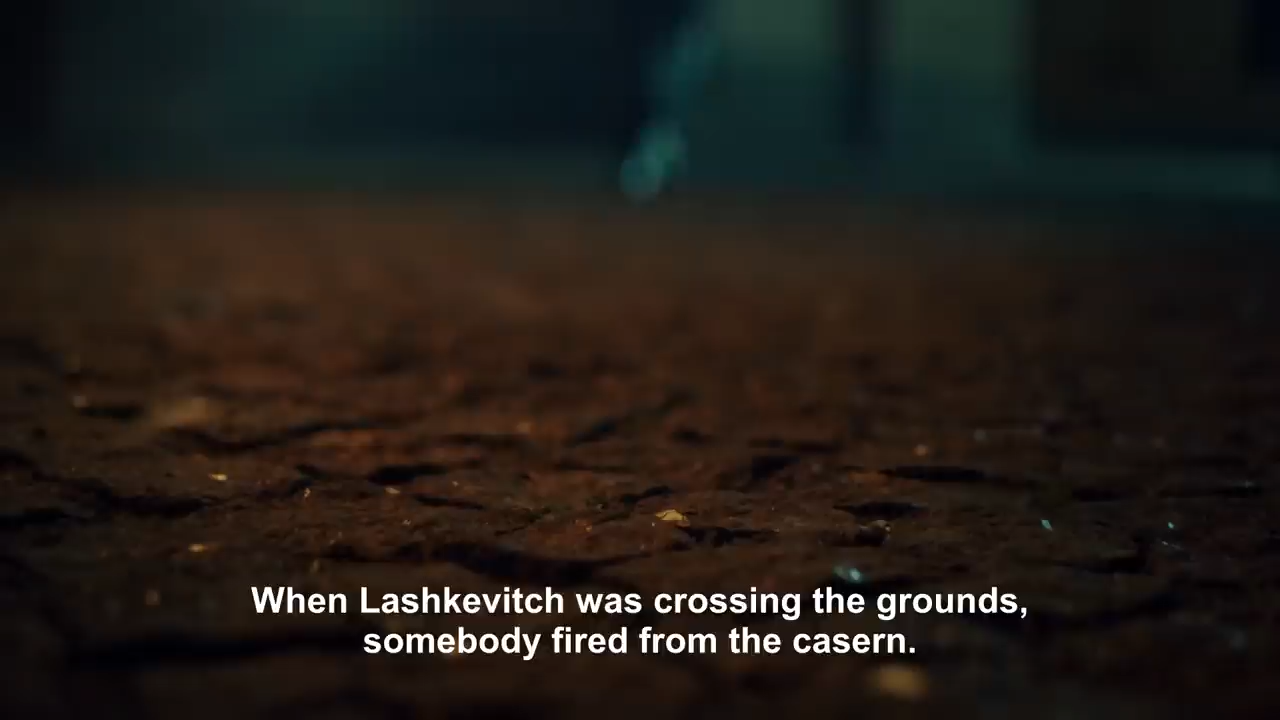 When Lashkevitch was crossing the grounds,
somebody fired from the casern.